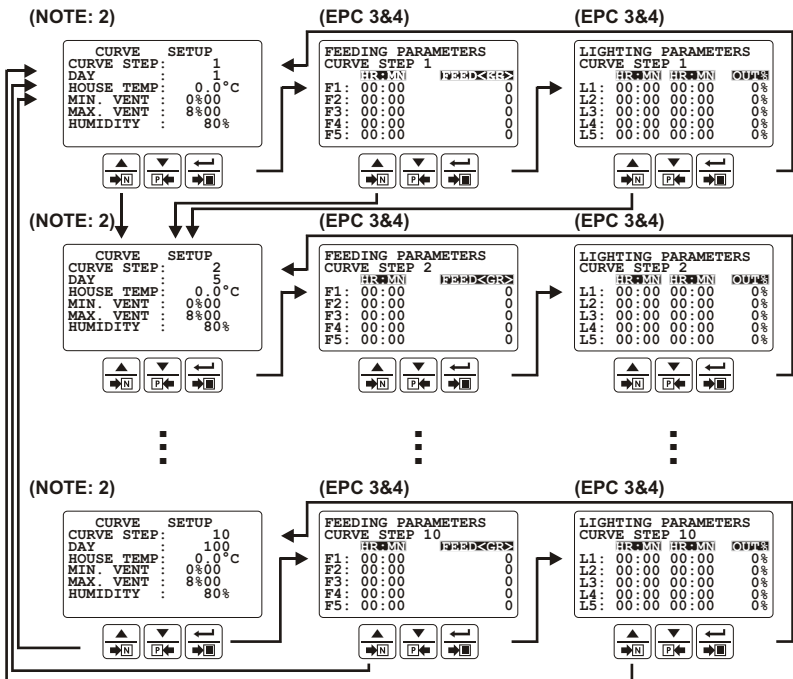 (NOTE: 2)
(EPC 3&4)
(EPC 3&4)
CURVE SETUP
CURVE STEP: 1
DAY : 1
HOUSE TEMP: 0.0°C
MIN. VENT : 0%00
MAX. VENT : 8%00
HUMIDITY : 80%
FEEDING PARAMETERS
CURVE STEP 1
HR:MN FEED<GR>
F1: 00:00 0
F2: 00:00 0
F3: 00:00 0
F4: 00:00 0
F5: 00:00 0
LIGHTING PARAMETERS
CURVE STEP 1
HR:MN HR:MN OUT%
L1: 00:00 00:00 0%
L2: 00:00 00:00 0%
L3: 00:00 00:00 0%
L4: 00:00 00:00 0%
L5: 00:00 00:00 0%
N P
N P
N P
(NOTE: 2)
(EPC 3&4)
(EPC 3&4)
CURVE SETUP
CURVE STEP: 2
DAY : 5
HOUSE TEMP: 0.0°C
MIN. VENT : 0%00
MAX. VENT : 8%00
HUMIDITY : 80%
FEEDING PARAMETERS
CURVE STEP 2
HR:MN FEED<GR>
F1: 00:00 0
F2: 00:00 0
F3: 00:00 0
F4: 00:00 0
F5: 00:00 0
LIGHTING PARAMETERS
CURVE STEP 2
HR:MN HR:MN OUT%
L1: 00:00 00:00 0%
L2: 00:00 00:00 0%
L3: 00:00 00:00 0%
L4: 00:00 00:00 0%
L5: 00:00 00:00 0%
N P
N P
N P
(NOTE: 2)
(EPC 3&4)
(EPC 3&4)
CURVE SETUP
CURVE STEP: 10
DAY : 100
HOUSE TEMP: 0.0°C
MIN. VENT : 0%00
MAX. VENT : 8%00
HUMIDITY : 80%
FEEDING PARAMETERS
CURVE STEP 10
HR:MN FEED<GR>
F1: 00:00 0
F2: 00:00 0
F3: 00:00 0
F4: 00:00 0
F5: 00:00 0
LIGHTING PARAMETERS
CURVE STEP 10
HR:MN HR:MN OUT%
L1: 00:00 00:00 0%
L2: 00:00 00:00 0%
L3: 00:00 00:00 0%
L4: 00:00 00:00 0%
L5: 00:00 00:00 0%
N P
N P
N P